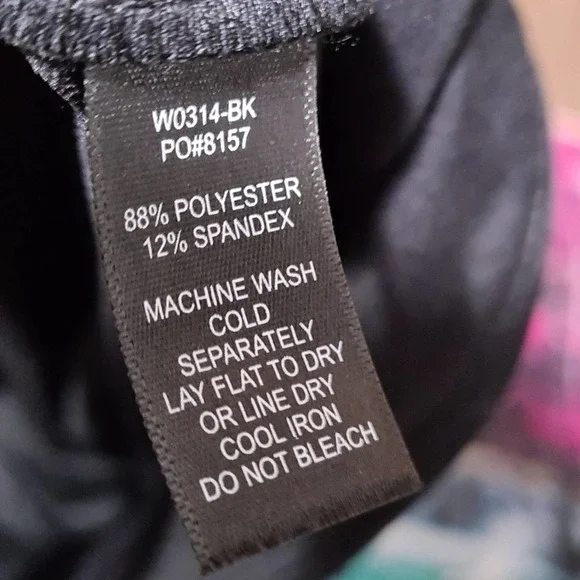 W0314-BK
PO#8157
88% POLYESTER
12% SPANDEX
MACHINE WASH
COLD
SEPARATELY
LAY FLAT TO DRY
OR LINE DRY
COOL IRON
DO NOT BLEACH